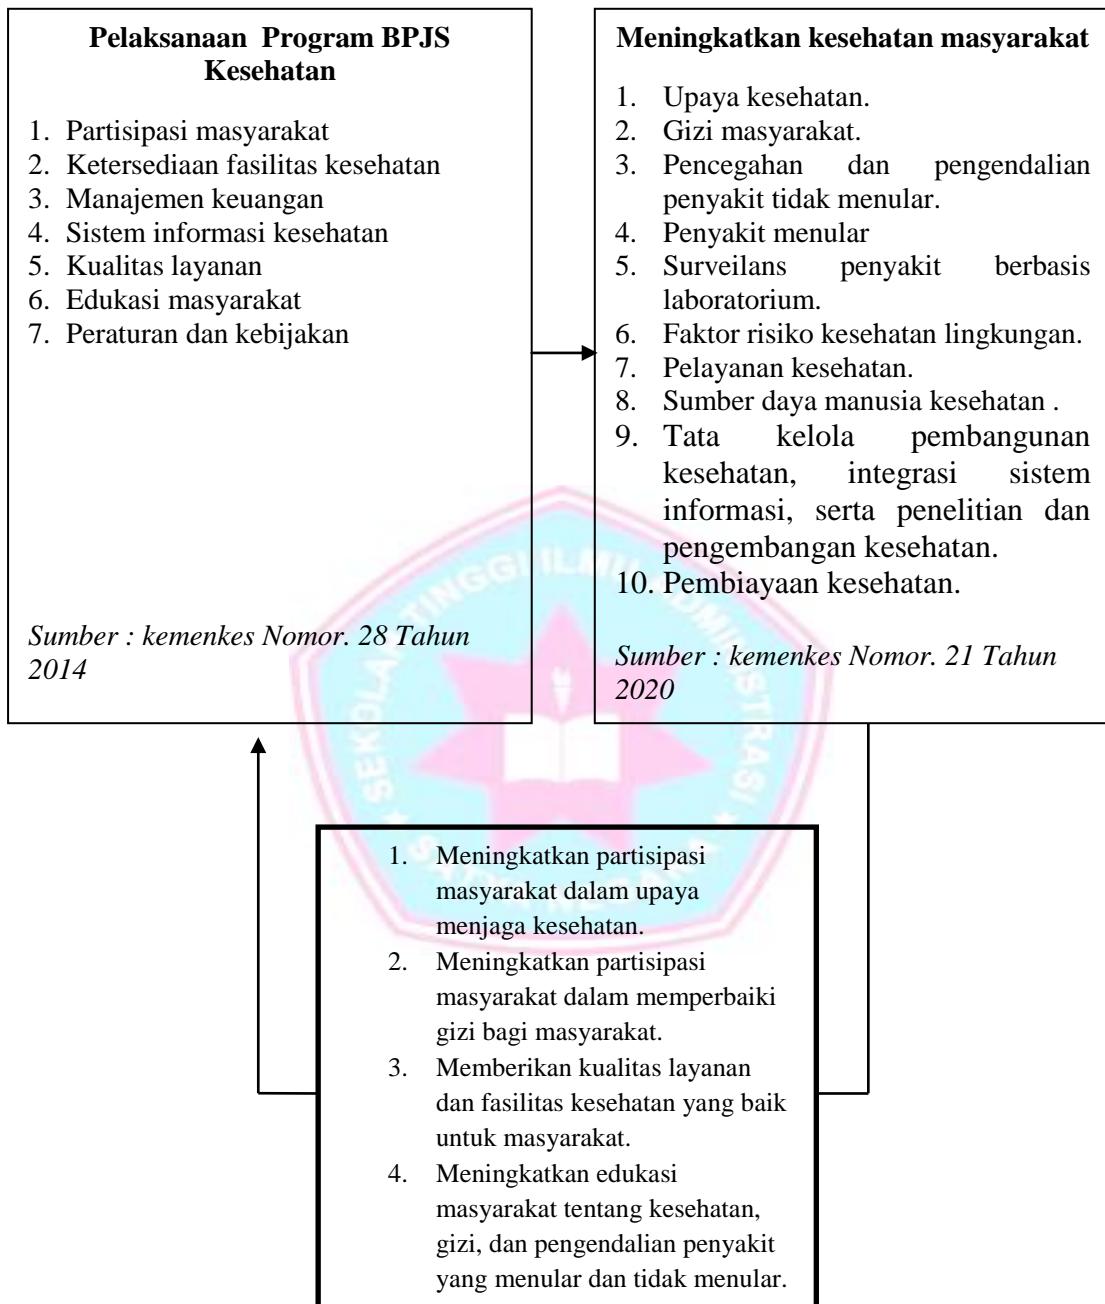 Pelaksanaan Program BPJS
Kesehatan
1. Partisipasi masyarakat
2. Ketersediaan fasilitas kesehatan
3. Manajemen keuangan
4. Sistem informasi kesehatan
5. Kualitas layanan
6. Edukasi masyarakat
7. Peraturan dan kebijakan
Sumber : kemenkes Nomor. 28 Tahun
2014
Meningkatkan kesehatan masyarakat
1. Upaya kesehatan.
2. Gizi masyarakat.
3. Pencegahan dan pengendalian
penyakit tidak menular.
4. Penyakit menular
5. Surveilans penyakit berbasis
laboratorium.
6. Faktor risiko kesehatan lingkungan.
7. Pelayanan kesehatan.
8. Sumber daya manusia kesehatan .
9. Tata kelola pembangunan
kesehatan, integrasi sistem
informasi, serta penelitian dan
pengembangan kesehatan.
10. Pembiayaan kesehatan.
Sumber : kemenkes Nomor. 21 Tahun
2020
SEKOLAH TINGGI ILMU ADMINISTRASI
1. Meningkatkan partisipasi
masyarakat dalam upaya
menjaga kesehatan.
2. Meningkatkan partisipasi
masyarakat dalam memperbaiki
gizi bagi masyarakat.
3. Memberikan kualitas layanan
dan fasilitas kesehatan yang baik
untuk masyarakat.
4. Meningkatkan edukasi
masyarakat tentang kesehatan,
gizi, dan pengendalian penyakit
yang menular dan tidak menular.